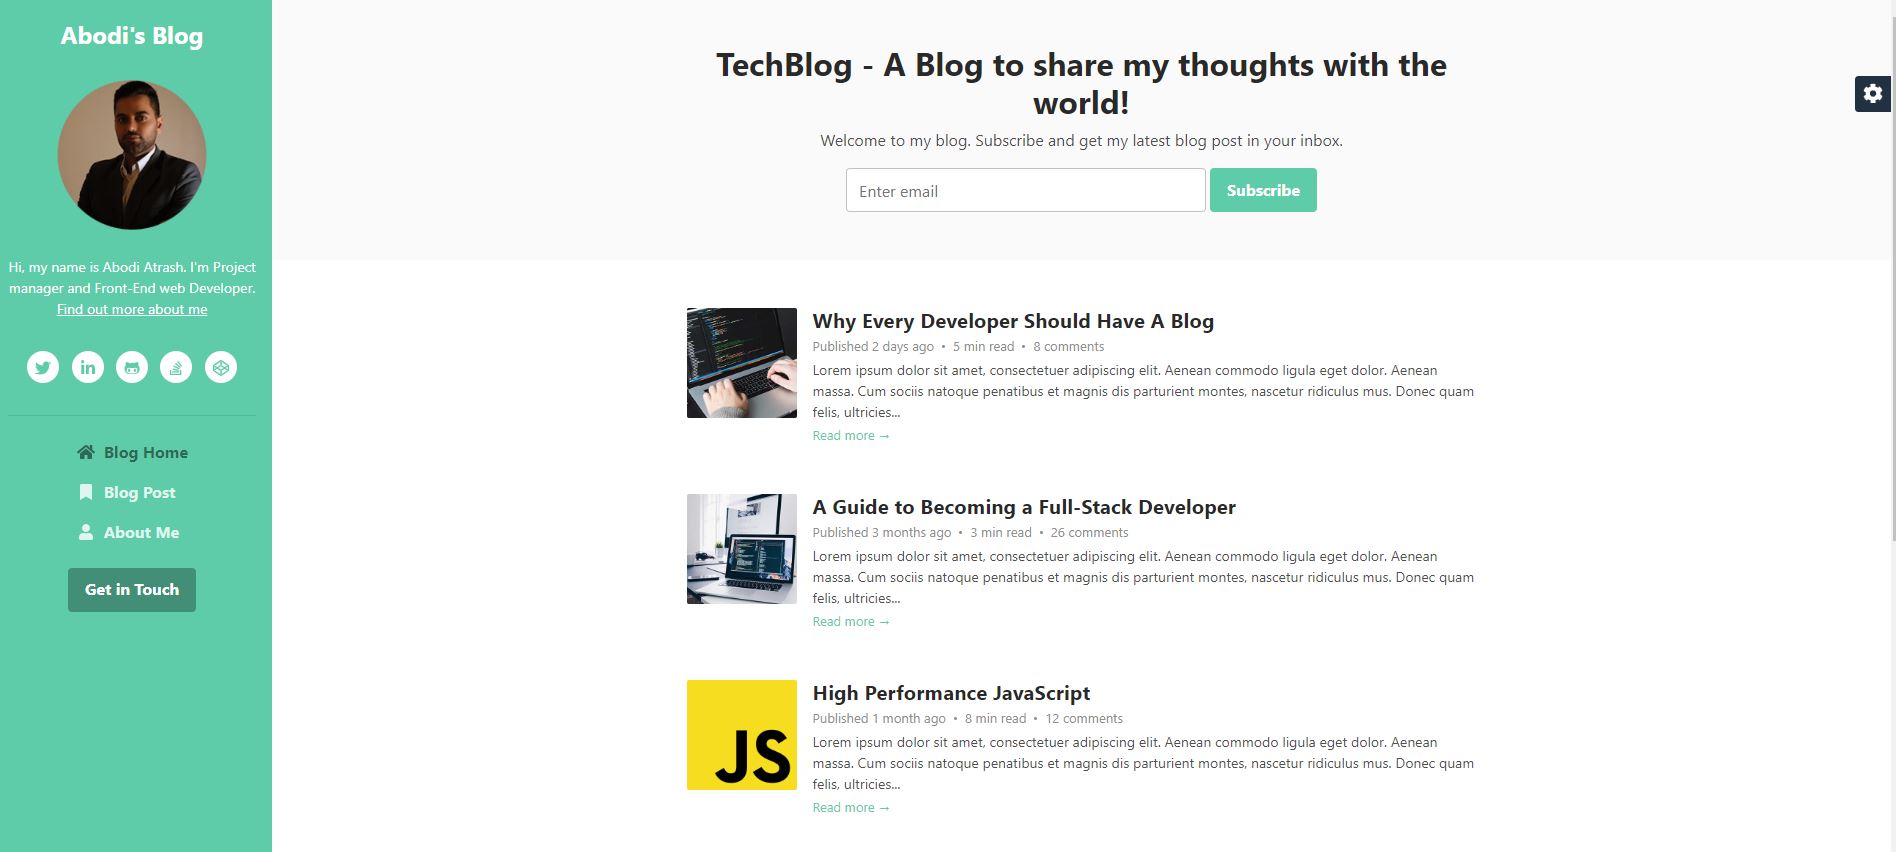 Abodi's Blog
Hi, my name is Abodi Atrash. I'm Project
manager and Front-End web Developer.
Find out more about me
Blog Home
Blog Post
About Me
Get in Touch
TechBlog - A Blog to share my thoughts with the
world!
Welcome to my blog. Subscribe and get my latest blog post in your inbox.
Enter email
Subscribe
Why Every Developer Should Have A Blog
Published 2 days ago • 5 min read • 8 comments
Lorem ipsum dolor sit amet, consectetuer adipiscing elit. Aenean commodo ligula eget dolor. Aenean
massa. Cum sociis natoque penatibus et magnis dis parturient montes, nascetur ridiculus mus. Donec quam
felis, ultricies...
Read more →
A Guide to Becoming a Full-Stack Developer
Published 3 months ago • 3 min read • 26 comments
Lorem ipsum dolor sit amet, consectetuer adipiscing elit. Aenean commodo ligula eget dolor. Aenean
massa. Cum sociis natoque penatibus et magnis dis parturient montes, nascetur ridiculus mus. Donec quam
felis, ultricies...
Read more →
JS
High Performance JavaScript
Published 1 month ago • 8 min read • 12 comments
Lorem ipsum dolor sit amet, consectetuer adipiscing elit. Aenean commodo ligula eget dolor. Aenean
massa. Cum sociis natoque penatibus et magnis dis parturient montes, nascetur ridiculus mus. Donec quam
felis, ultricies...
Read more →